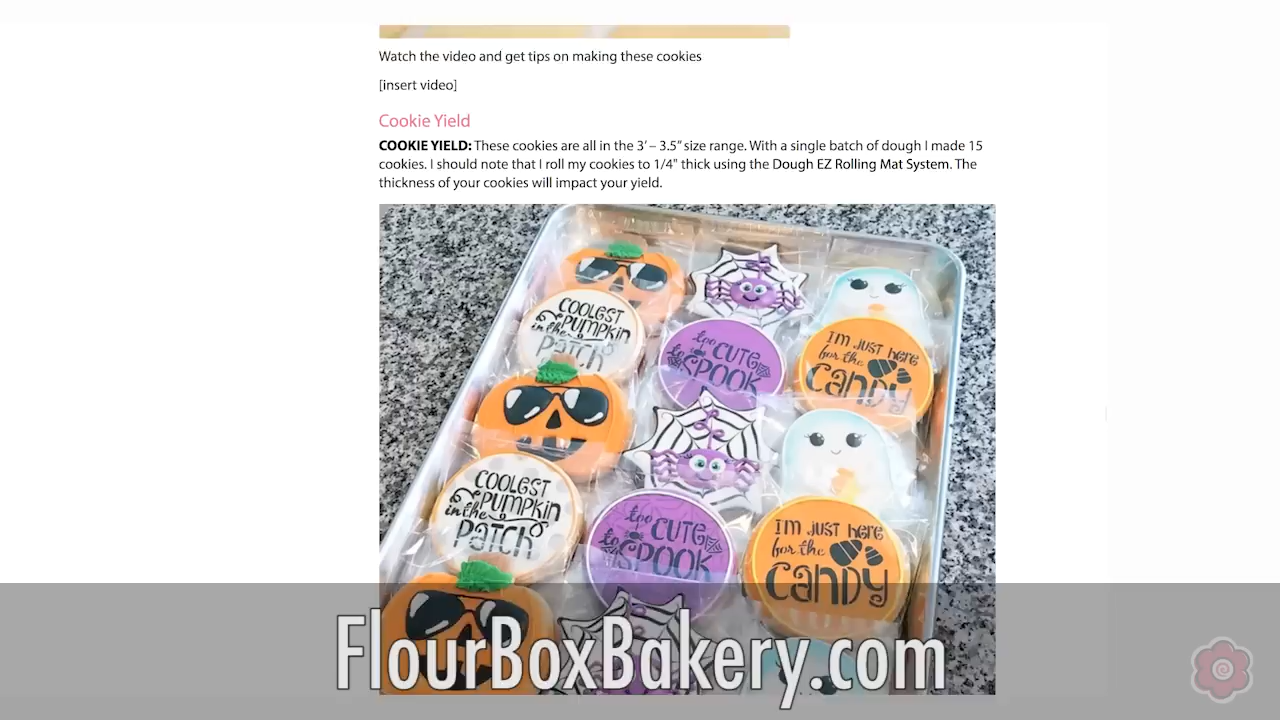 Watch the video and get tips on making these cookies
[insert video]
Cookie Yield
COOKIE YIELD: These cookies are all in the 3’ – 3.5” size range. With a single batch of dough I made 15
cookies. I should note that I roll my cookies to 1/4" thick using the Dough EZ Rolling Mat System. The
thickness of your cookies will impact your yield.
COOLEST
PUMPKIN
in the
PATCH
too CUTE
to SPOOK
I'M JUST HERE
for the
CANDY
COOLEST
PUMPKIN
in the
PATCH
too CUTE
to SPOOK
I'M JUST HERE
for the
CANDY
FlourBoxBakery.com